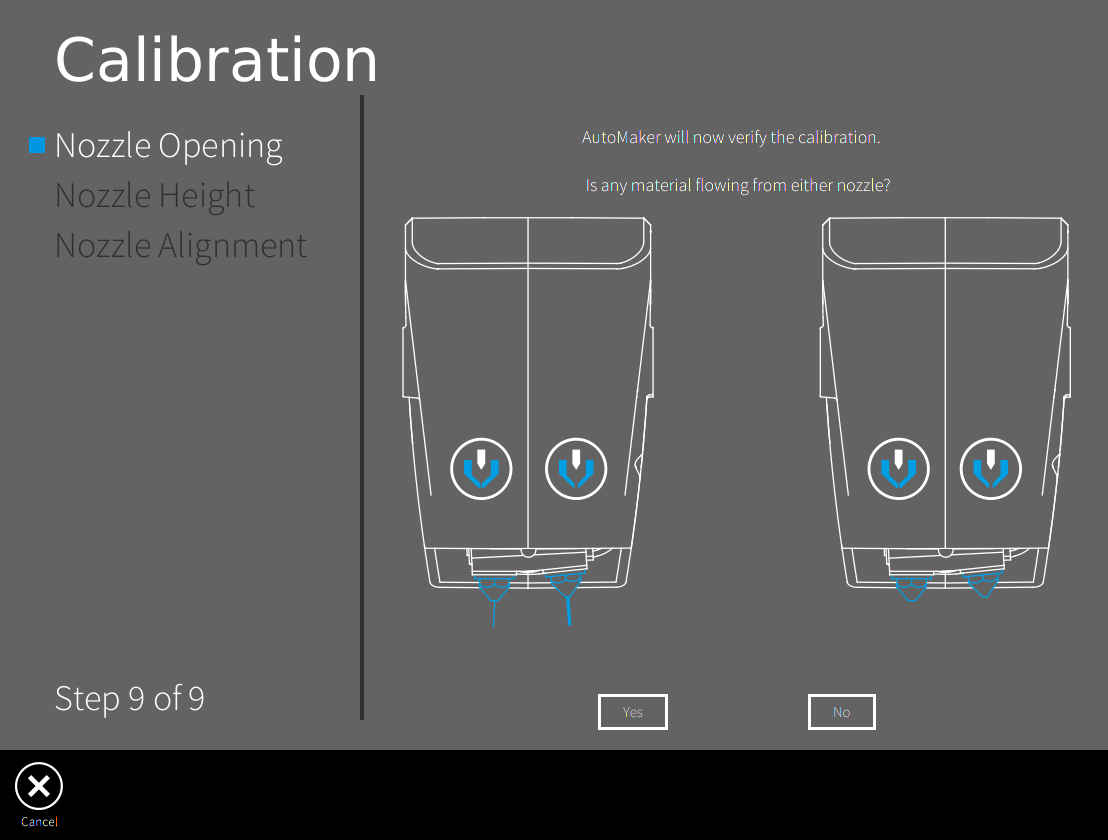 Calibration
Nozzle Opening
Nozzle Height
Nozzle Alignment
AutoMaker will now verify the calibration.
Is any material flowing from either nozzle?
Step 9 of 9
Yes
No
Cancel